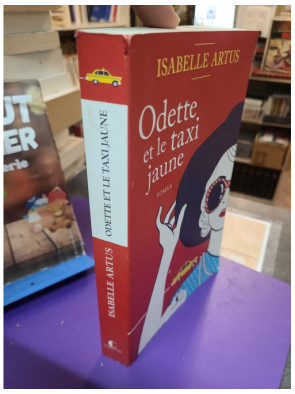 ISABELLE ARTUS
Odette
et le taxi
jaune
ROMAN
ISABELLE ARTUS ODETTE ET LE TAXI JAUNE